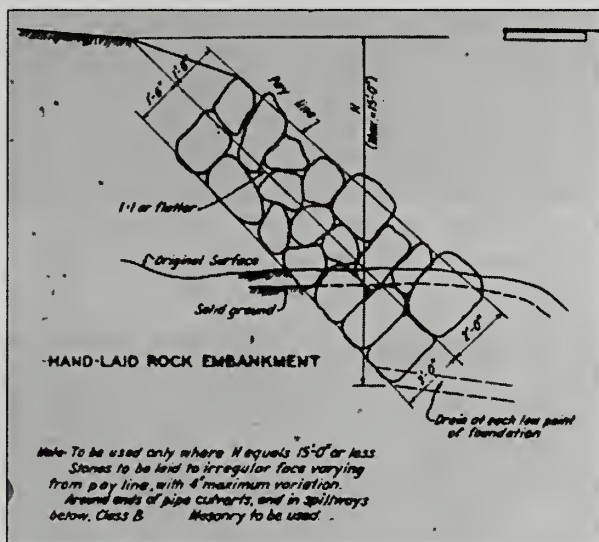 1'-6" 1'-6"
Pay line
H
(Max. = 15'-0")
1:1 or flatter
Original Surface
Solid ground
HAND-LAID ROCK EMBANKMENT
2'-0"
2'-0"
Drain at each low point
of foundation
Note- To be used only where H equals 15'-0" or less
Stones to be laid to irregular face varying
from pay line, with 4" maximum variation.
Around ends of pipe culverts, and in spillways
below, Class B Masonry to be used.